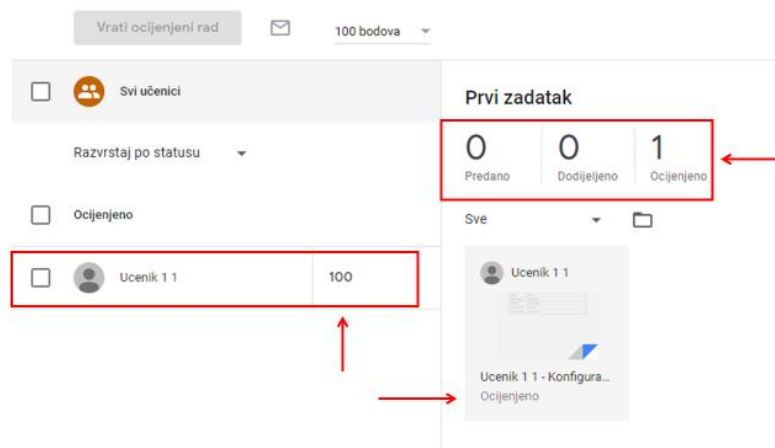 Vrati ocijenjeni rad
100 bodova
Svi učenici
Razvrstaj po statusu
Ocijenjeno
Ucenik 1 1
100
Prvi zadatak
0 0 1
Predano Dodijeljeno Ocijenjeno
Sve
Ucenik 1 1
Ucenik 1 1 - Konfigura...
Ocijenjeno